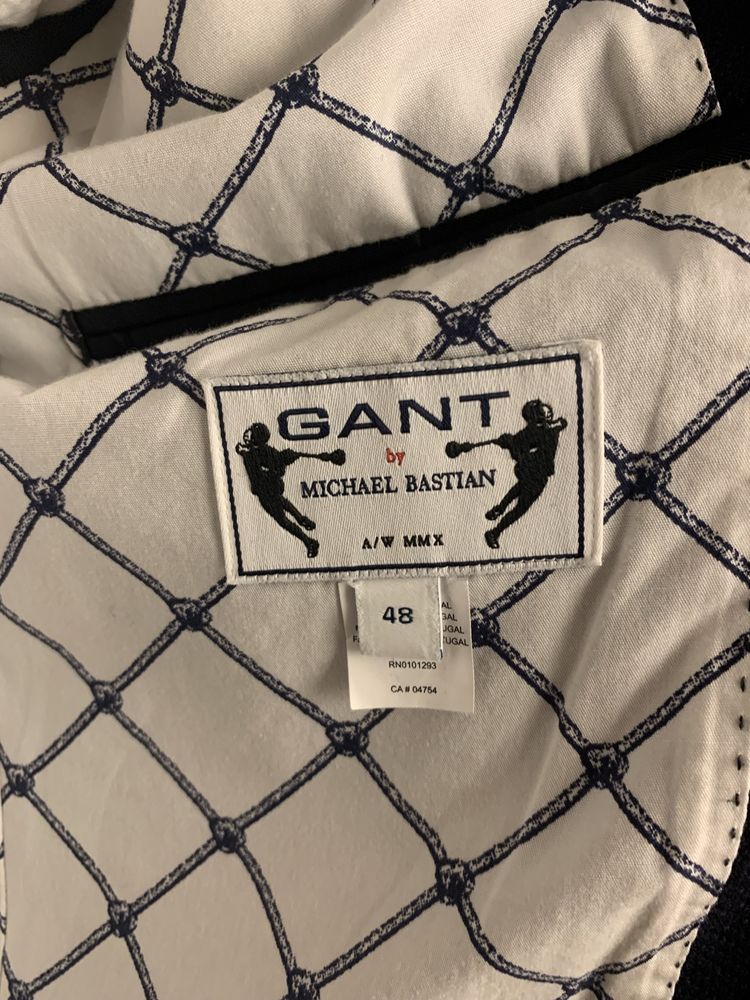 GANT
by
MICHAEL BASTIAN
A/W MMX
48
RN0101293
CA # 04754